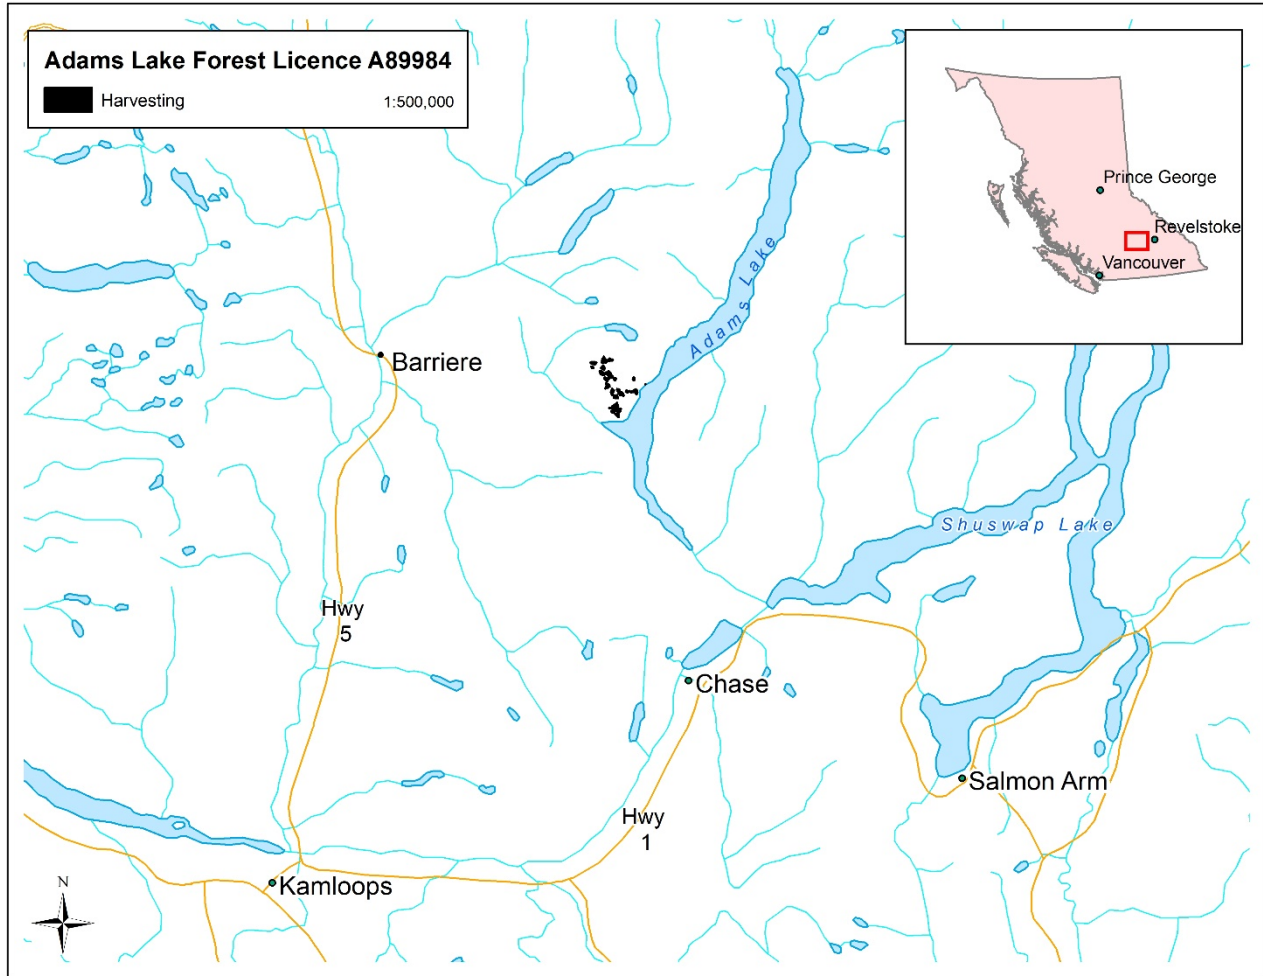 Adams Lake Forest Licence A89984
Harvesting 1:500,000
Prince George
Revelstoke
Vancouver
Adams Lake
Barriere
Shuswap Lake
Hwy
5
Chase
Salmon Arm
Hwy
1
Kamloops
N